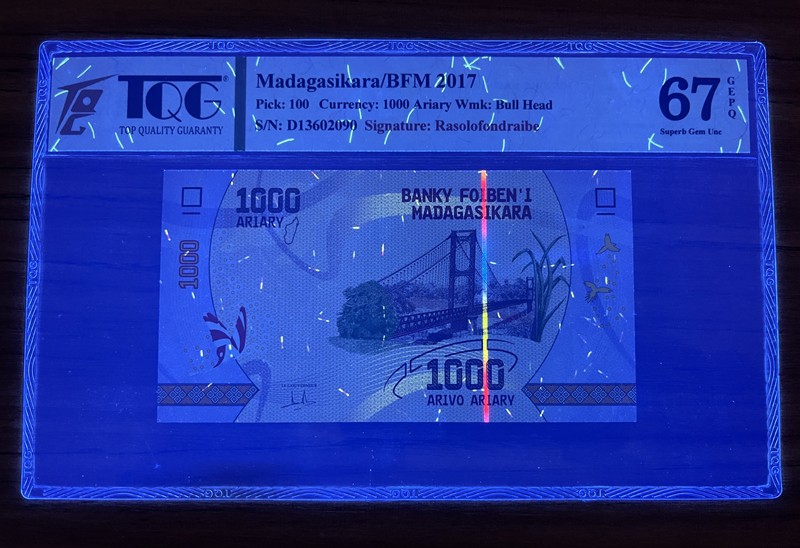 TQG
TOP QUALITY GUARANTY
Madagasikara/BFM 2017
Pick: 100 Currency: 1000 Ariary Wmk: Bull Head
S/N: D13602090 Signature: Rasolofondraibe
67
GEPQ
Superb Gem Unc
1000
ARIARY
BANKY FOIBEN'I
MADAGASIKARA
1000
1000
ARIVO ARIARY